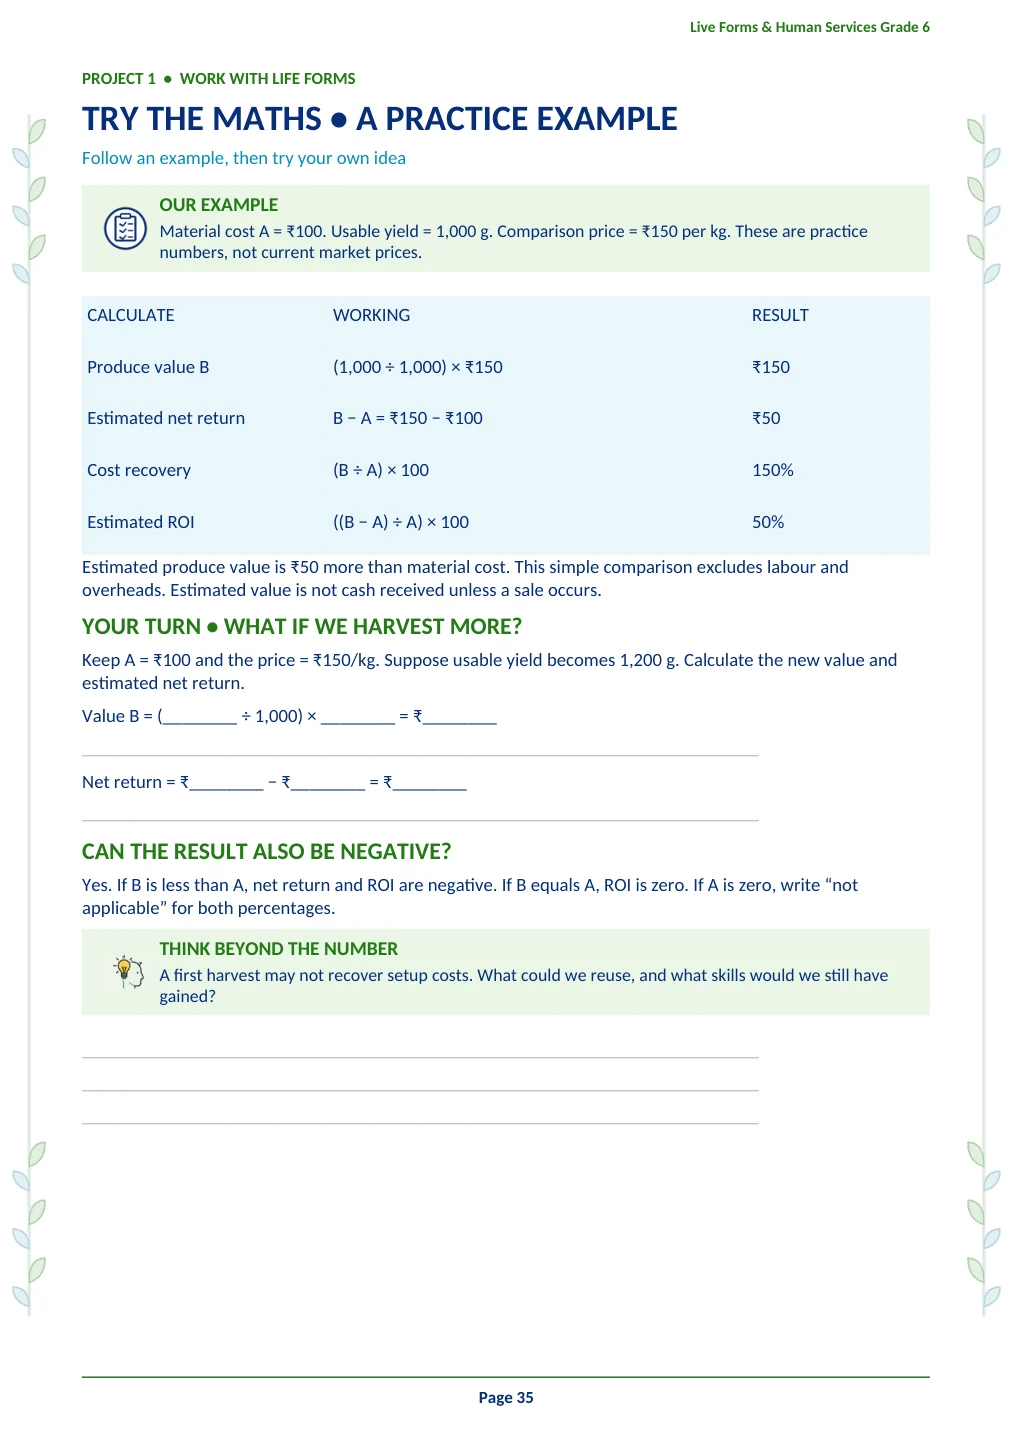 Live Forms & Human Services Grade 6
PROJECT 1 ● WORK WITH LIFE FORMS
TRY THE MATHS ● A PRACTICE EXAMPLE
Follow an example, then try your own idea
OUR EXAMPLE
Material cost A = ₹100. Usable yield = 1,000 g. Comparison price = ₹150 per kg. These are practice
numbers, not current market prices.
CALCULATE WORKING RESULT
Produce value B (1,000 ÷ 1,000) × ₹150 ₹150
Estimated net return B − A = ₹150 − ₹100 ₹50
Cost recovery (B ÷ A) × 100 150%
Estimated ROI ((B − A) ÷ A) × 100 50%
Estimated produce value is ₹50 more than material cost. This simple comparison excludes labour and
overheads. Estimated value is not cash received unless a sale occurs.
YOUR TURN ● WHAT IF WE HARVEST MORE?
Keep A = ₹100 and the price = ₹150/kg. Suppose usable yield becomes 1,200 g. Calculate the new value and
estimated net return.
Value B = (________ ÷ 1,000) × ________ = ₹________
Net return = ₹________ − ₹________ = ₹________
CAN THE RESULT ALSO BE NEGATIVE?
Yes. If B is less than A, net return and ROI are negative. If B equals A, ROI is zero. If A is zero, write “not
applicable” for both percentages.
THINK BEYOND THE NUMBER
A first harvest may not recover setup costs. What could we reuse, and what skills would we still have
gained?
Page 35